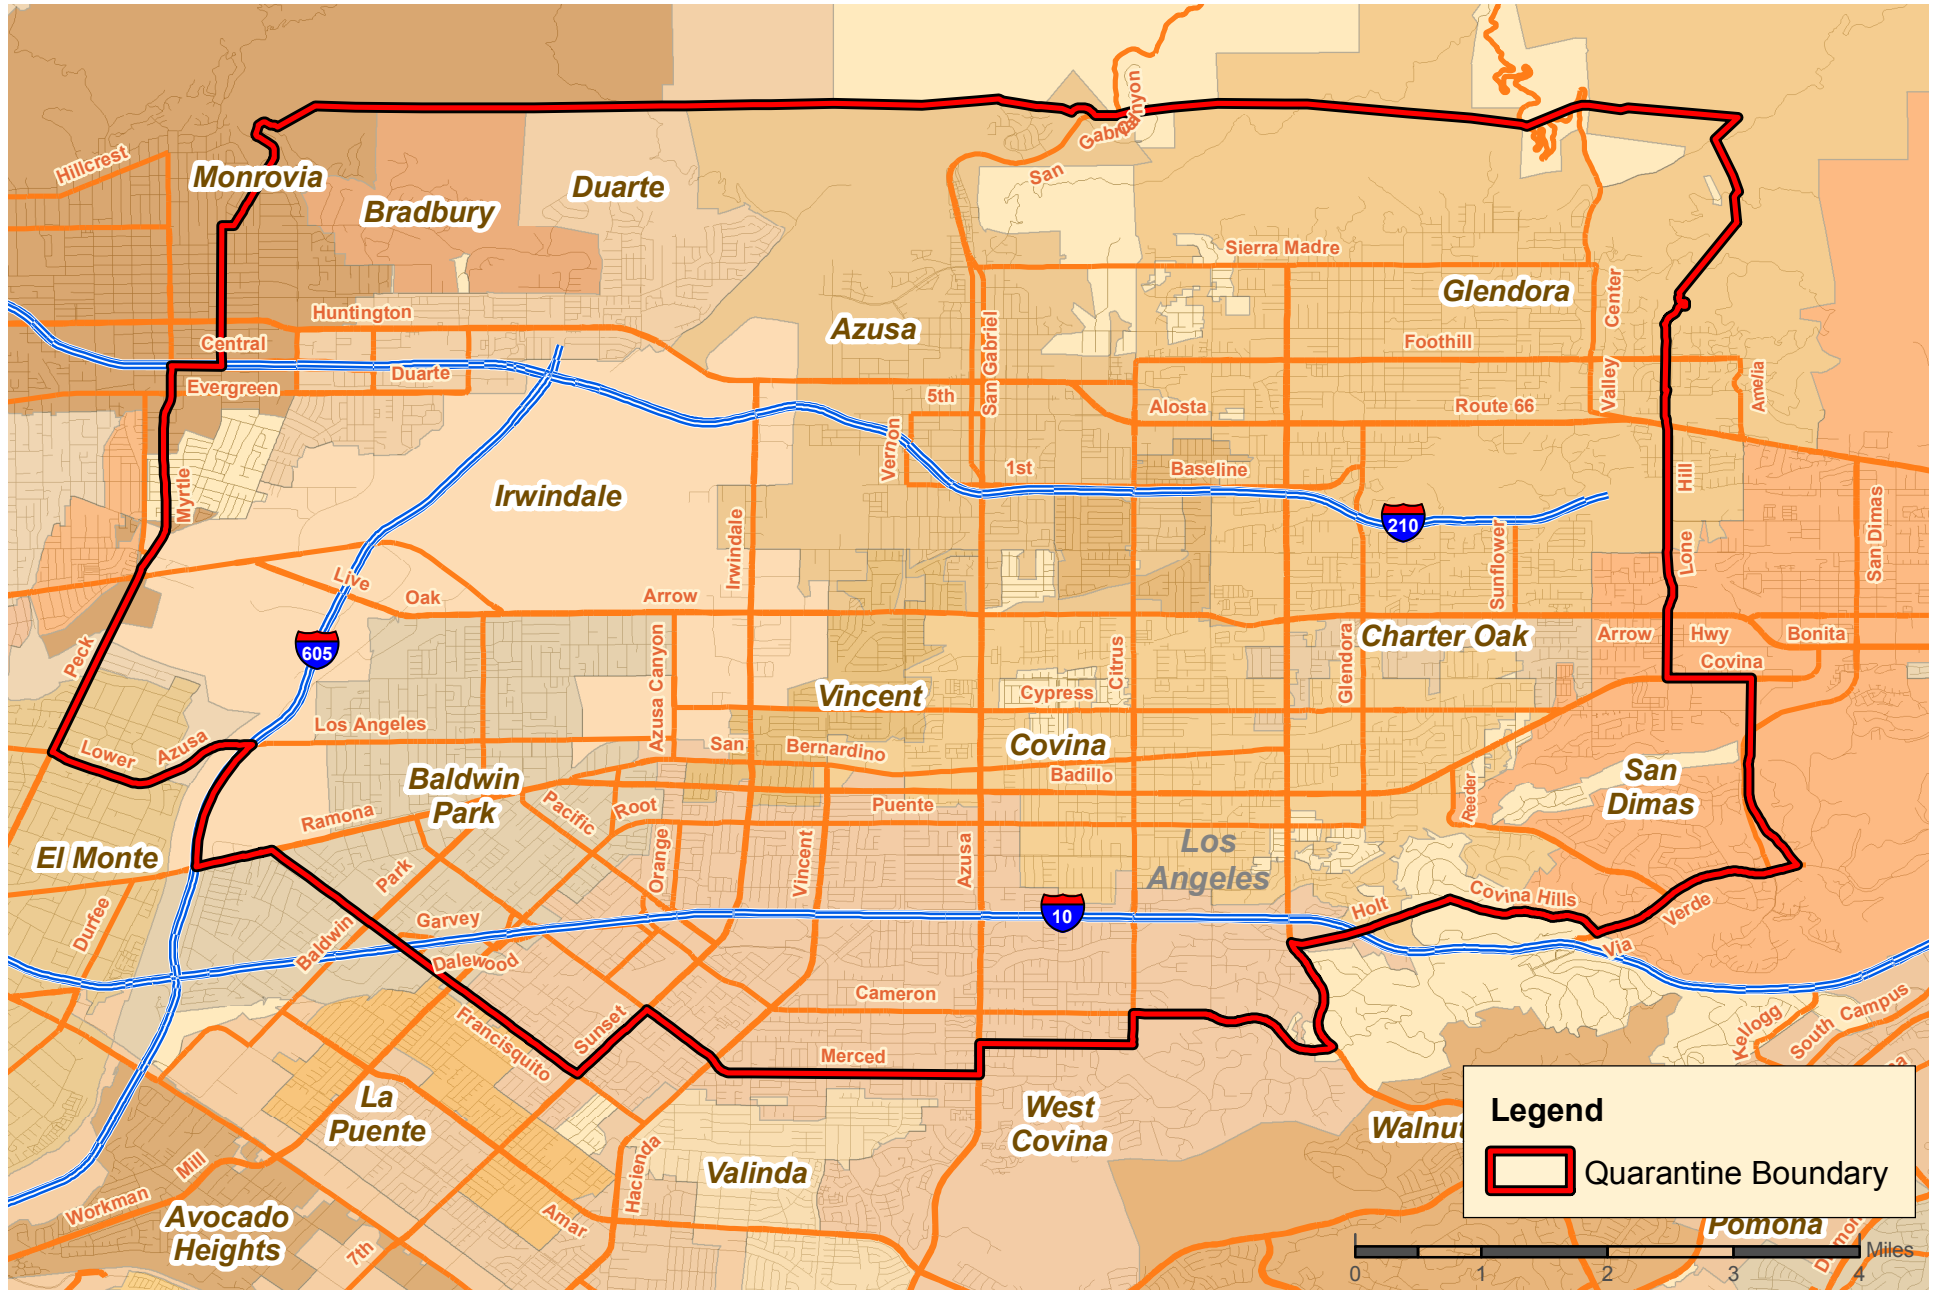 Hillcrest
Monrovia
Bradbury
Duarte
San
Gabriel
Canyon
Sierra Madre
Glendora
Huntington
Central
Evergreen
Duarte
Azusa
San Gabriel
Foothill
Center
Valley
Amelia
5th
Alosta
Route 66
Vernon
1st
Baseline
Myrtle
Irwindale
Irwindale
210
Sunflower
Hill
Lone
San Dimas
Live
Oak
Arrow
605
Peck
Azusa Canyon
Citrus
Glendora
Charter Oak
Arrow
Hwy
Bonita
Covina
Vincent
Cypress
Lower
Azusa
Los Angeles
San
Bernardino
Covina
Badillo
Baldwin
Park
Ramona
Pacific
Root
Puente
Reeder
San
Dimas
El Monte
Park
Orange
Vincent
Azusa
Los
Angeles
Durfee
Baldwin
Garvey
Dalewood
10
Holt
Covina Hills
Via
Verde
Cameron
Francisquito
Sunset
Merced
Kellogg
South Campus
La
Puente
West
Covina
Walnut
Hacienda
Valinda
Workman
Mill
Avocado
Heights
7th
Amar
Pomona
Legend
Quarantine Boundary
Miles
0
1
2
3
4